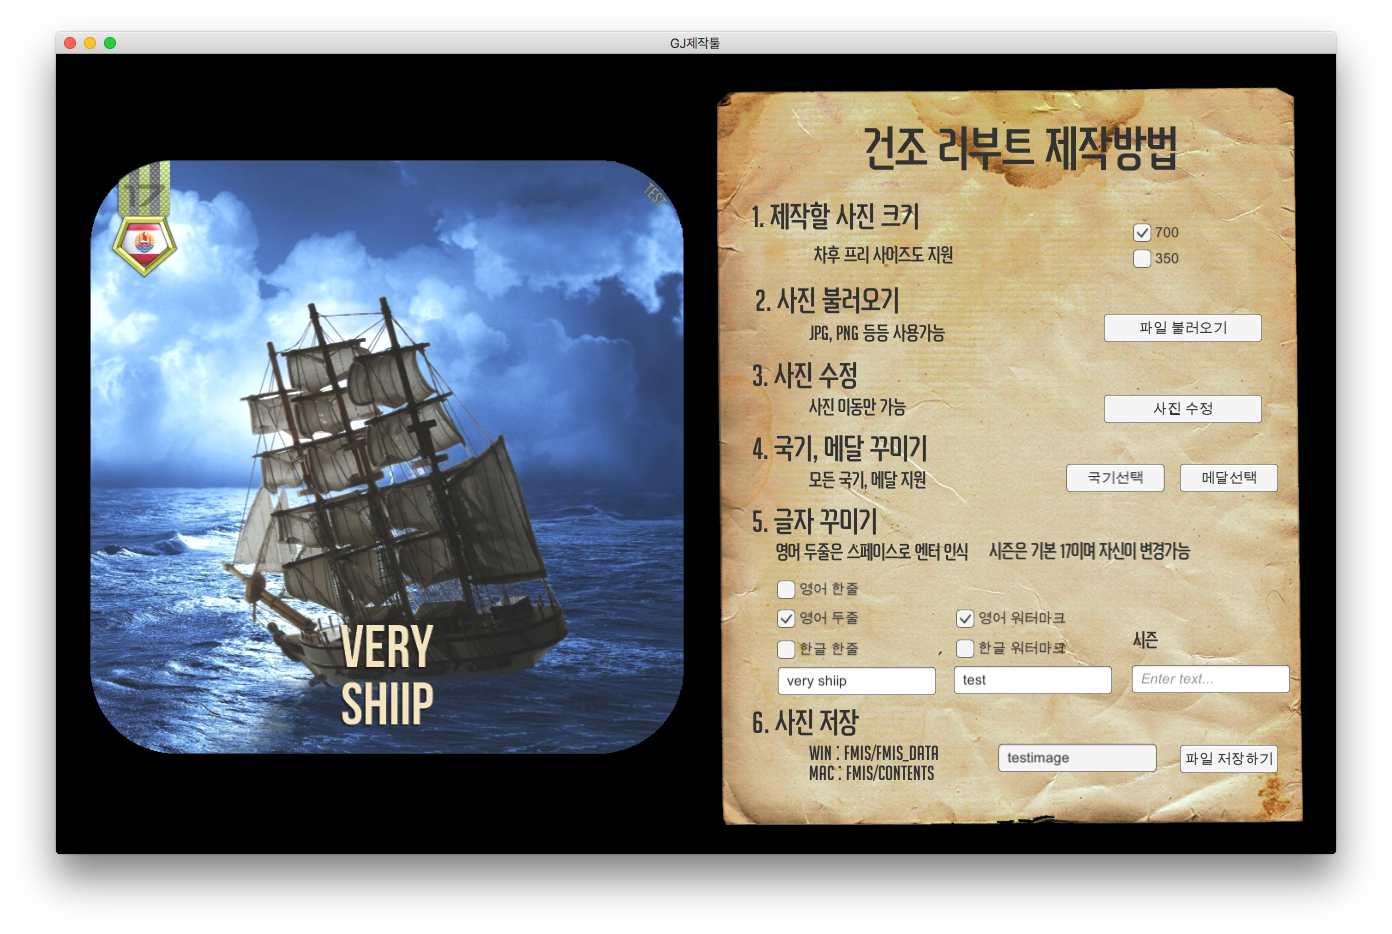 GJ제작툴
17
TEST
VERY
SHIIP
건조 리부트 제작방법
1. 제작할 사진 크기
차후 프리 사이즈도 지원
700
350
2. 사진 불러오기
JPG, PNG 등등 사용가능
파일 불러오기
3. 사진 수정
사진 이동만 가능
사진 수정
4. 국기, 메달 꾸미기
모든 국기, 메달 지원
국기선택
메달선택
5. 글자 꾸미기
영어 두줄은 스페이스로 엔터 인식
시즌은 기본 17이며 자신이 변경가능
영어 한줄
영어 두줄
영어 워터마크
한글 한줄
한글 워터마크
시즌
very shiip
test
Enter text...
6. 사진 저장
WIN : FMIS/FMIS_DATA
MAC : FMIS/CONTENTS
testimage
파일 저장하기